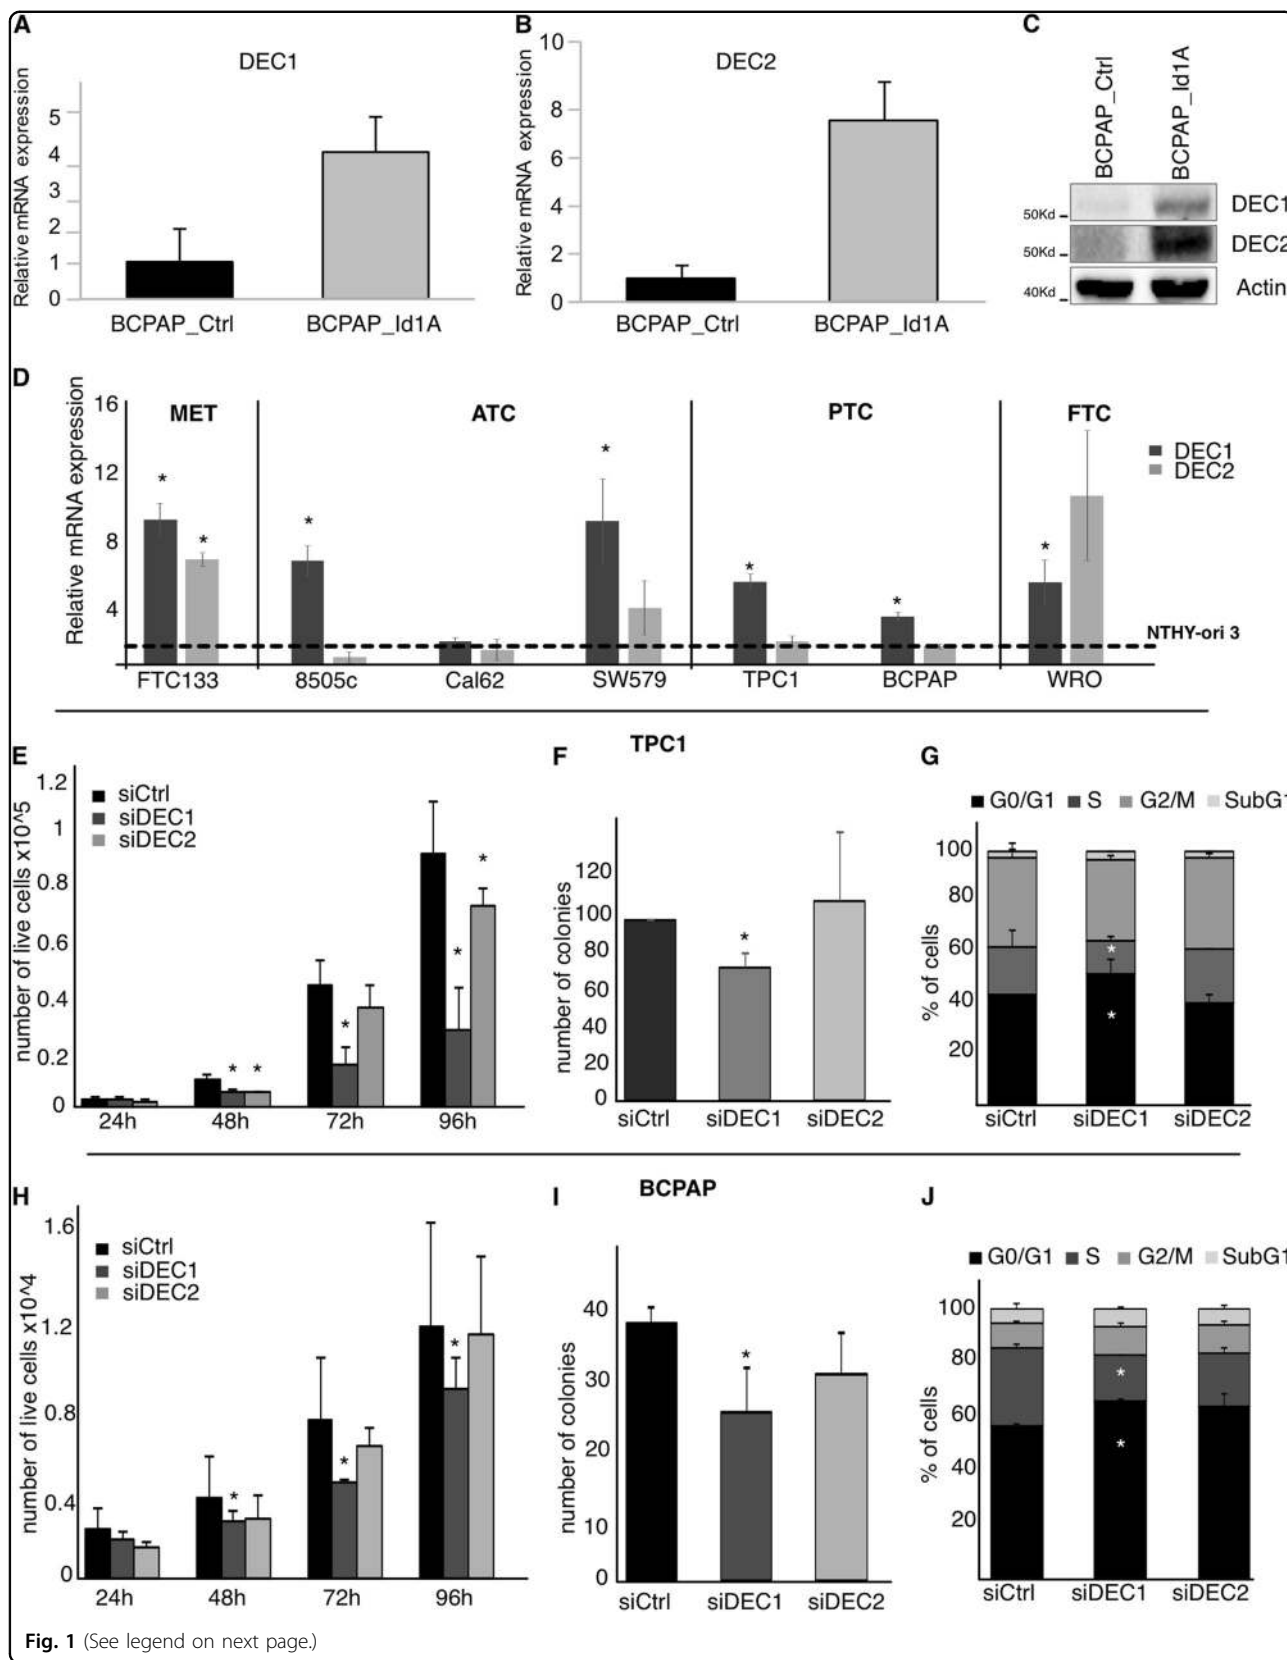 A
DEC1
Relative mRNA expression
5
4
3
2
1
0
BCPAP_Ctrl BCPAP_Id1A
B
DEC2
Relative mRNA expression
10
8
6
4
2
0
BCPAP_Ctrl BCPAP_Id1A
C
BCPAP_Ctrl
BCPAP_Id1A
50Kd DEC1
50Kd DEC2
40Kd Actin
D
Relative mRNA expression
16
12
8
4
MET ATC PTC FTC
DEC1
DEC2
* * * * * * *
NTHY-ori 3
FTC133 8505c Cal62 SW579 TPC1 BCPAP WRO
TPC1
E
number of live cells x10^5
1.2
1
0.8
0.6
0.4
0.2
0
siCtrl
siDEC1
siDEC2
* * * * *
24h 48h 72h 96h
F
number of colonies
120
100
80
60
40
20
0
*
siCtrl siDEC1 siDEC2
G
G0/G1 S G2/M SubG1
% of cells
100
80
60
40
20
*
*
siCtrl siDEC1 siDEC2
BCPAP
H
number of live cells x10^4
1.6
1.2
0.8
0.4
0
siCtrl
siDEC1
siDEC2
* * *
24h 48h 72h 96h
I
number of colonies
40
30
20
10
0
*
siCtrl siDEC1 siDEC2
J
G0/G1 S G2/M SubG1
% of cells
100
80
60
40
20
*
*
siCtrl siDEC1 siDEC2
Fig. 1 (See legend on next page.)